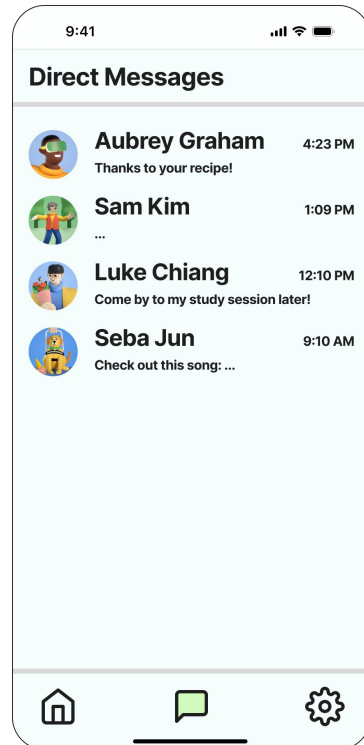 9:41
Direct Messages
Aubrey Graham 4:23 PM
Thanks to your recipe!
Sam Kim 1:09 PM
...
Luke Chiang 12:10 PM
Come by to my study session later!
Seba Jun 9:10 AM
Check out this song: ...